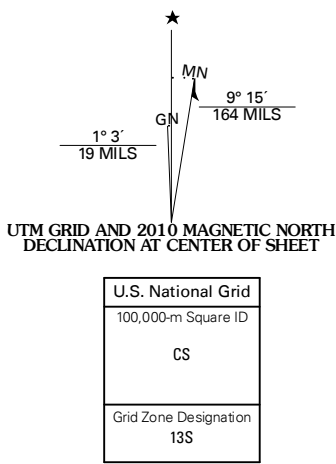 ★
MN
GN
9° 15´
164 MILS
1° 3´
19 MILS
UTM GRID AND 2010 MAGNETIC NORTH
DECLINATION AT CENTER OF SHEET
U.S. National Grid
100,000-m Square ID
CS
Grid Zone Designation
13S